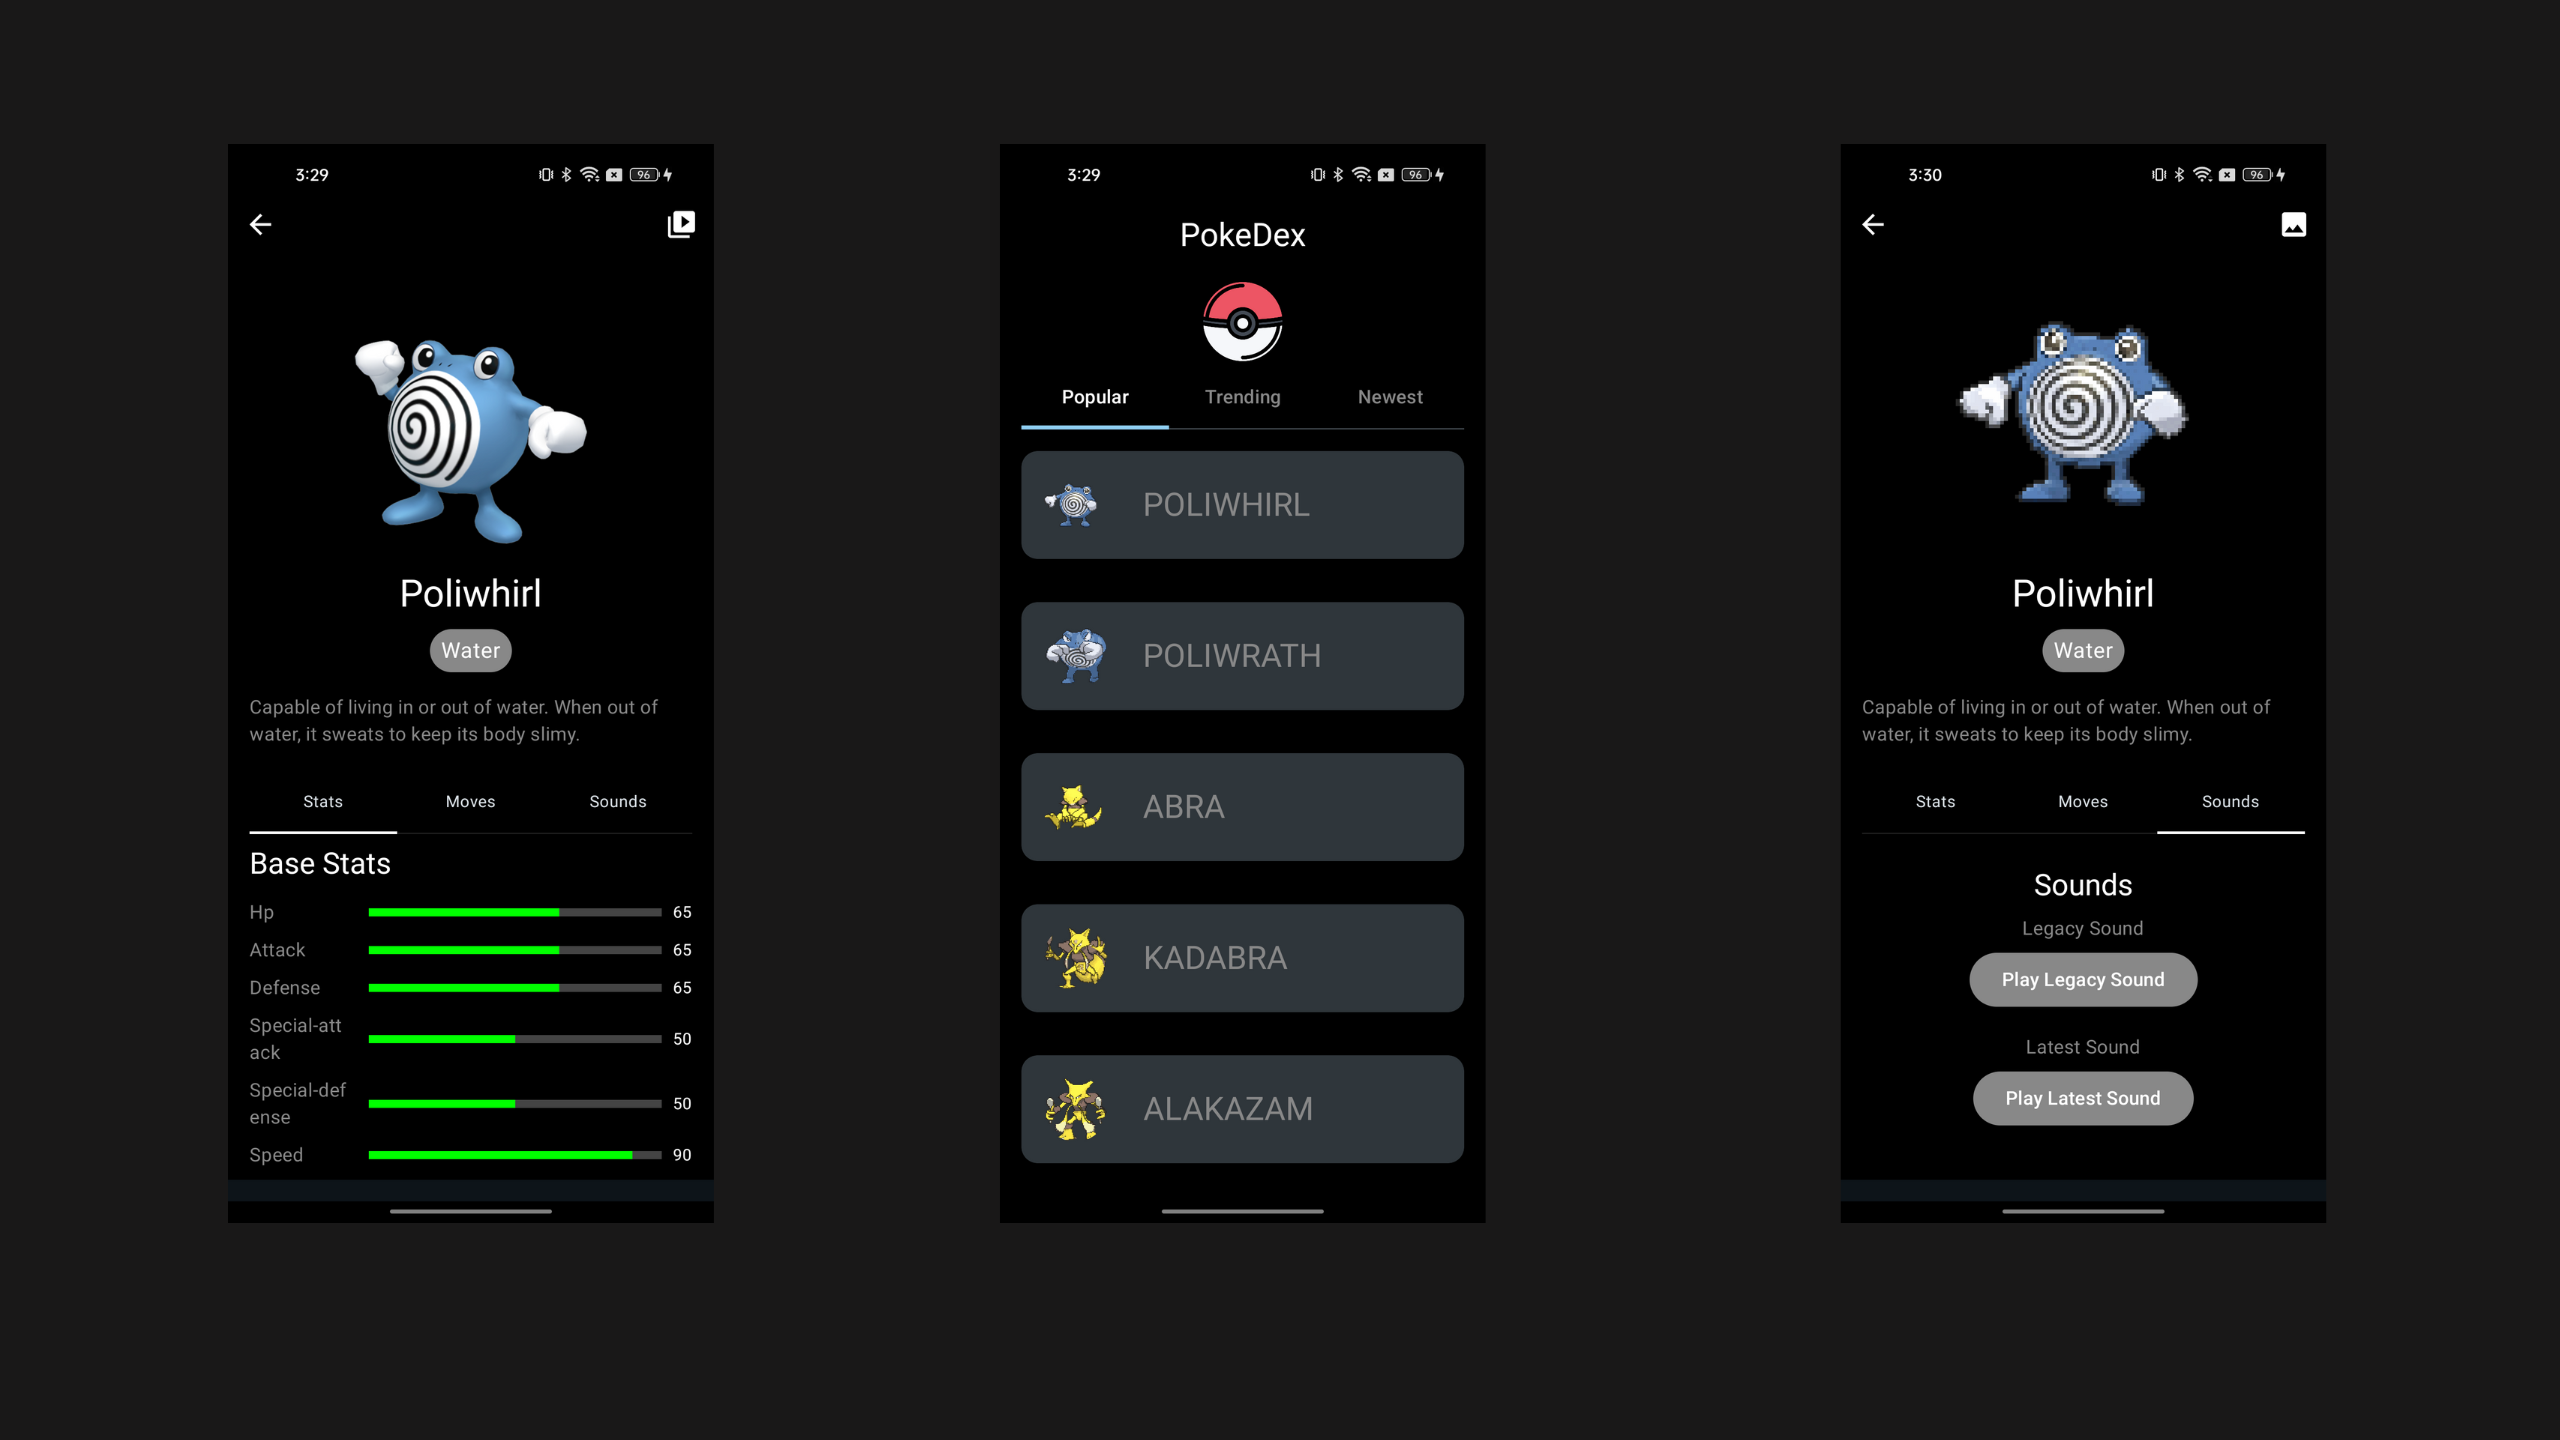 3:29
96
Poliwhirl
Water
Capable of living in or out of water. When out of
water, it sweats to keep its body slimy.
Stats Moves Sounds
Base Stats
Hp 65
Attack 65
Defense 65
Special-att
ack 50
Special-def
ense 50
Speed 90
3:29
96
PokeDex
Popular Trending Newest
POLIWHIRL
POLIWRATH
ABRA
KADABRA
ALAKAZAM
3:30
96
Poliwhirl
Water
Capable of living in or out of water. When out of
water, it sweats to keep its body slimy.
Stats Moves Sounds
Sounds
Legacy Sound
Play Legacy Sound
Latest Sound
Play Latest Sound